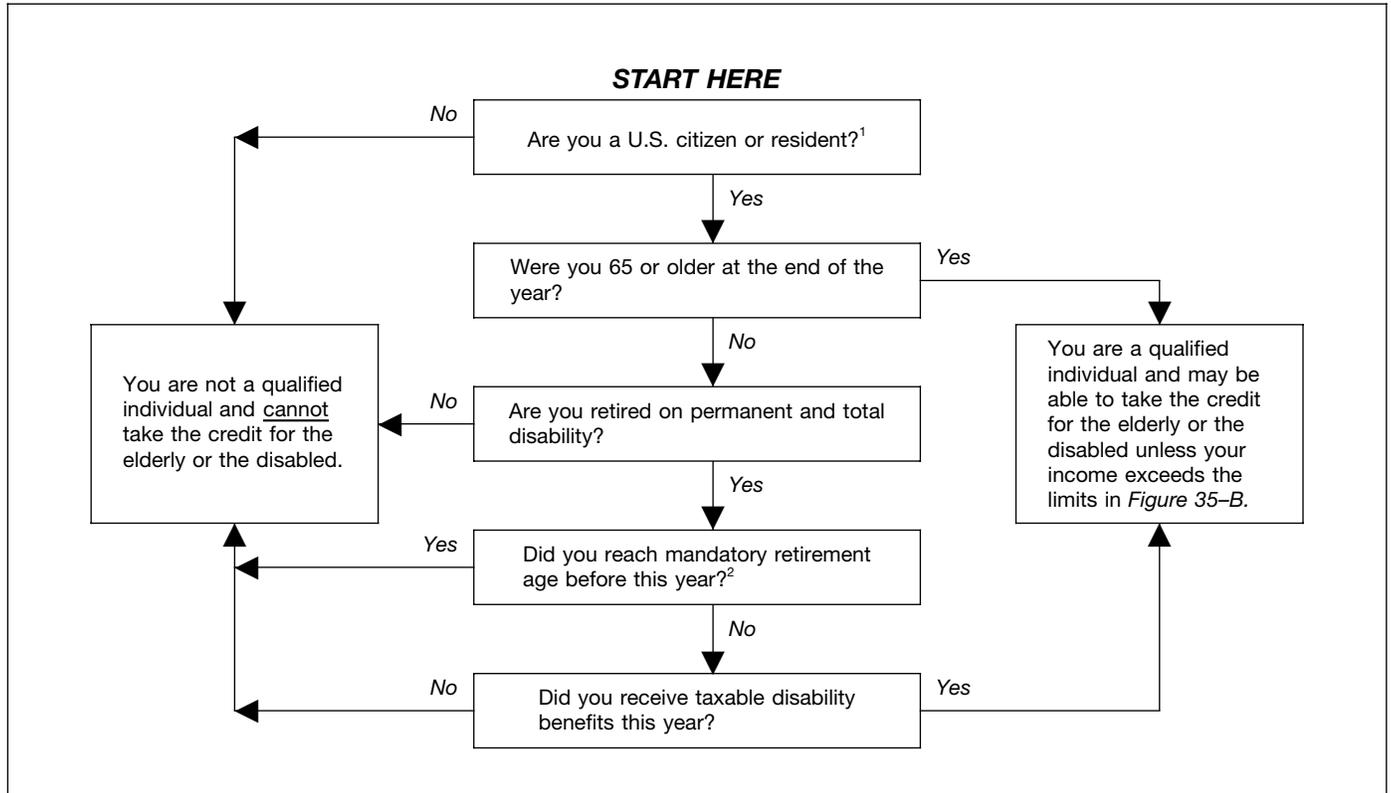 START HERE
No
Are you a U.S. citizen or resident?1
Yes
Were you 65 or older at the end of the
year?
Yes
No
You are not a qualified
individual and cannot
take the credit for the
elderly or the disabled.
No
Are you retired on permanent and total
disability?
You are a qualified
individual and may be
able to take the credit
for the elderly or the
disabled unless your
income exceeds the
limits in Figure 35–B.
Yes
Yes
Did you reach mandatory retirement
age before this year?2
No
No
Did you receive taxable disability
benefits this year?
Yes